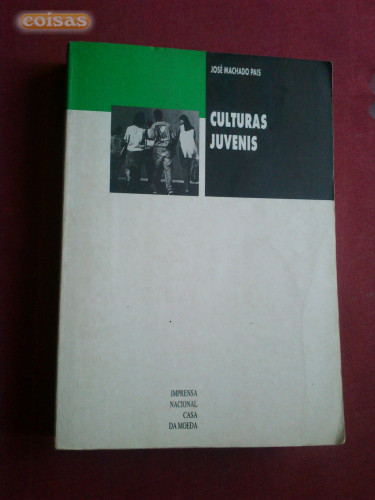 coisas
JOSÉ MACHADO PAIS
CULTURAS
JUVENIS
IMPRENSA
NACIONAL
CASA
DA MOEDA